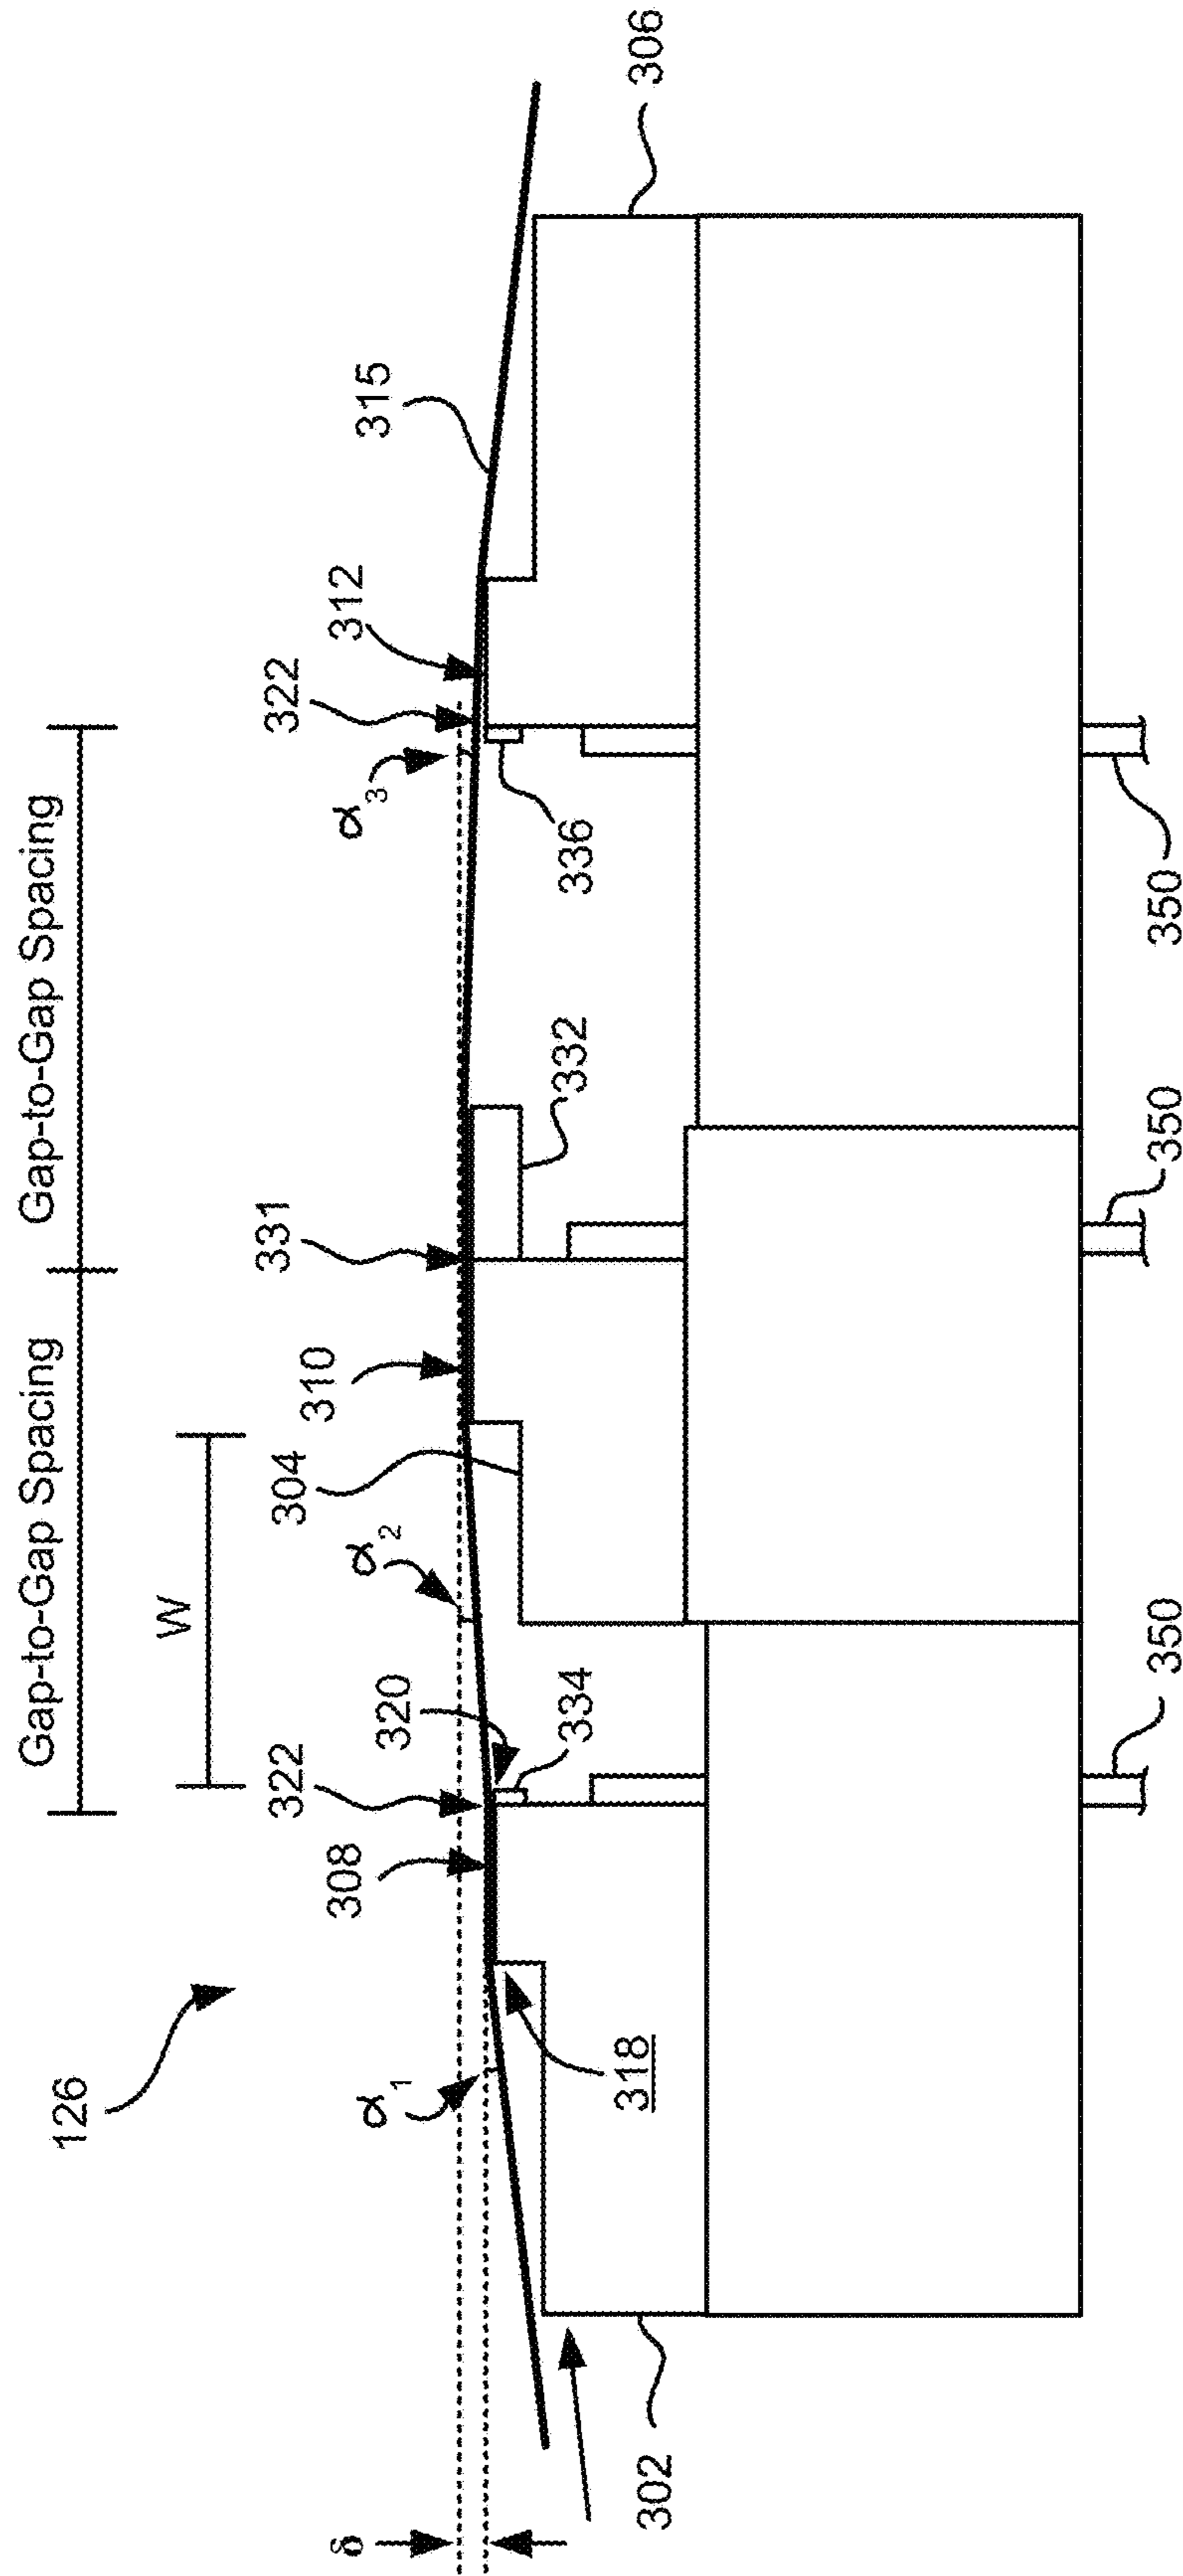 Gap-to-Gap Spacing
Gap-to-Gap Spacing
W
126
308
322
320
334
α2
304
310
331
332
α3
322
312
315
336
306
δ
α1
318
302
350
350
350